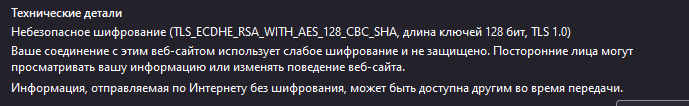 Технические детали
Небезопасное шифрование (TLS_ECDHE_RSA_WITH_AES_128_CBC_SHA, длина ключей 128 бит, TLS 1.0)
Ваше соединение с этим веб-сайтом использует слабое шифрование и не защищено. Посторонние лица могут
просматривать вашу информацию или изменять поведение веб-сайта.
Информация, отправляемая по Интернету без шифрования, может быть доступна другим во время передачи.